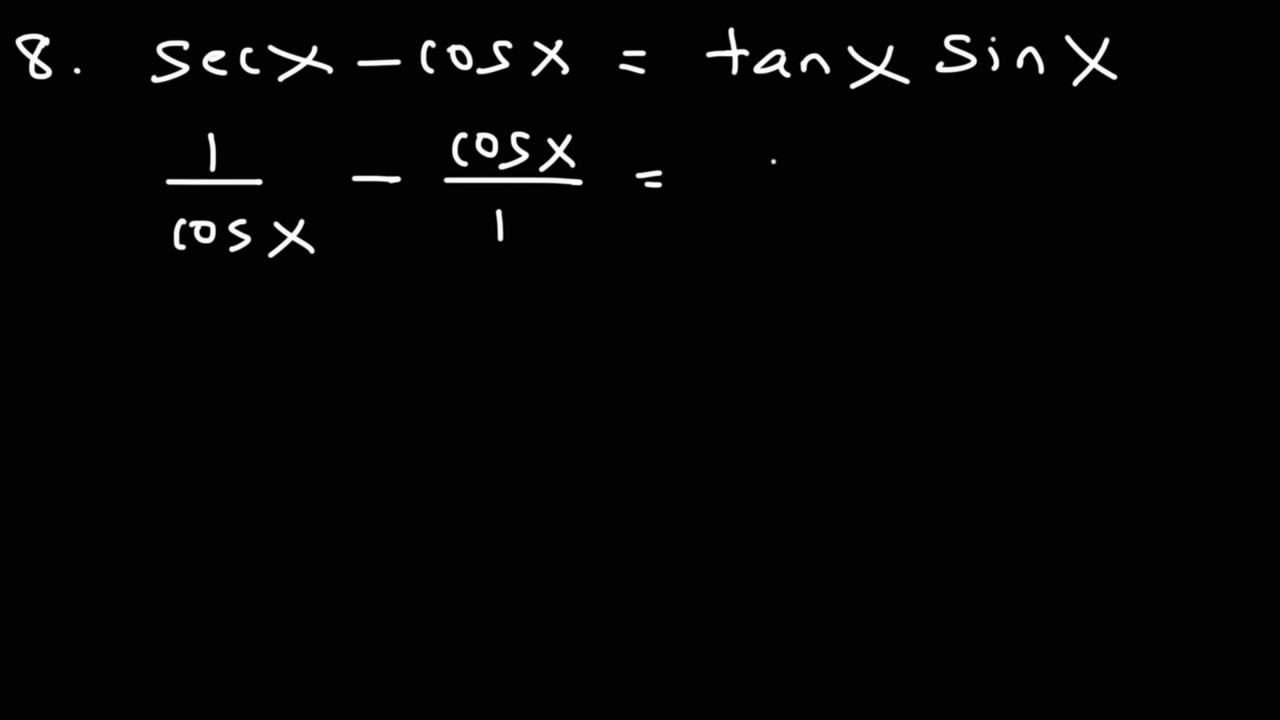 8. secx - cosx = tanx sinx
1/cosx - cosx/1 =